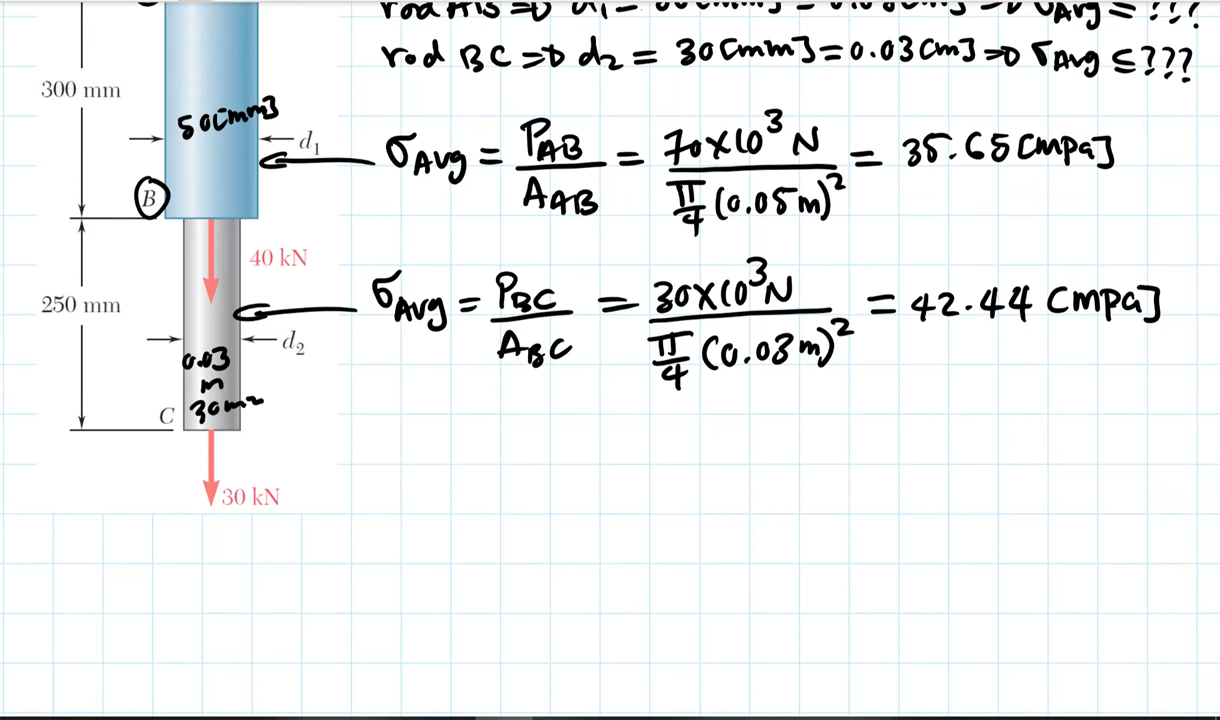 rod BC ⇒ d₂ = 30[mm] = 0.03[m] ⇒ σAvg ≤ ???
300 mm
50[mm]
d₁
σAvg = PAB / AAB = 70×10³ N / π/4 (0.05m)² = 35.65[mpa]
B
40 kN
σAvg = PBC / ABC = 30×10³N / π/4 (0.03m)² = 42.44 [mpa]
250 mm
d₂
0.03
m
C
30 kN